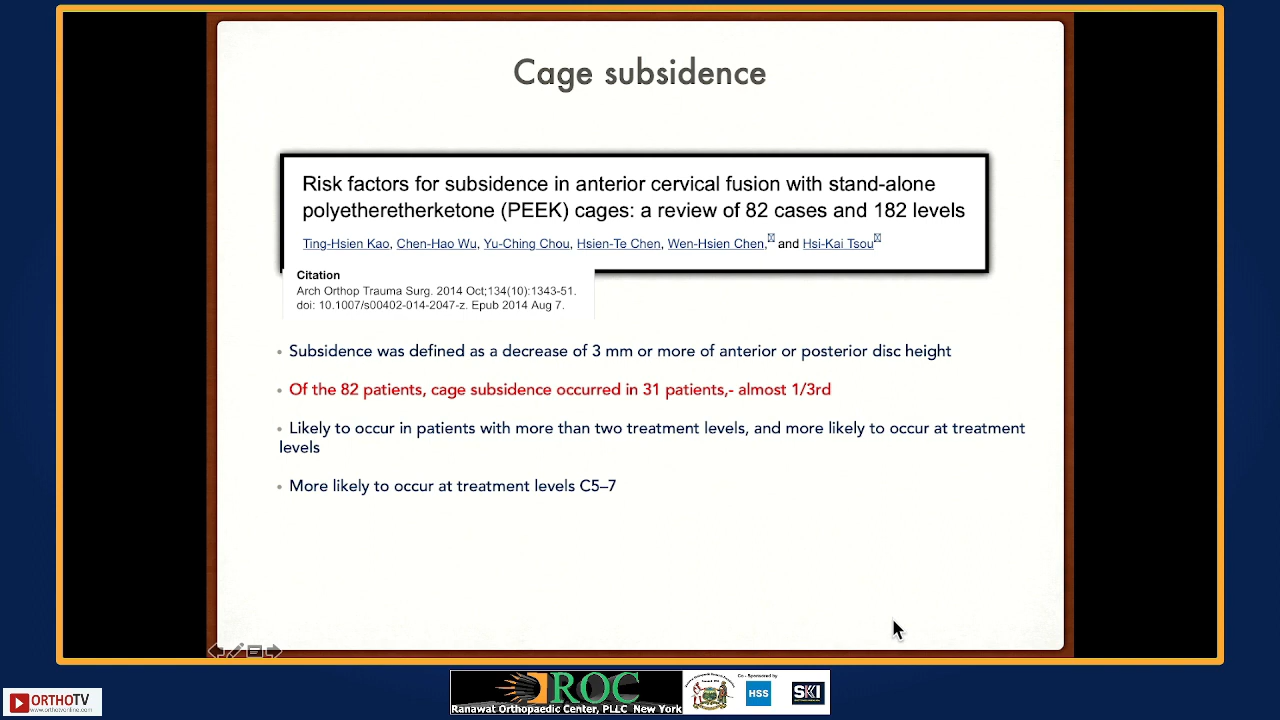 Cage subsidence
Risk factors for subsidence in anterior cervical fusion with stand-alone
polyetheretherketone (PEEK) cages: a review of 82 cases and 182 levels
Ting-Hsien Kao, Chen-Hao Wu, Yu-Ching Chou, Hsien-Te Chen, Wen-Hsien Chen, and Hsi-Kai Tsou
Citation
Arch Orthop Trauma Surg. 2014 Oct;134(10):1343-51.
doi: 10.1007/s00402-014-2047-z. Epub 2014 Aug 7.
• Subsidence was defined as a decrease of 3 mm or more of anterior or posterior disc height
• Of the 82 patients, cage subsidence occurred in 31 patients,- almost 1/3rd
• Likely to occur in patients with more than two treatment levels, and more likely to occur at treatment
levels
• More likely to occur at treatment levels C5–7
ORTHOTV
www.orthotvonline.com
ROC
Ranawat Orthopaedic Center, PLLC New York
Co - Sponsored by
HSS
SKI